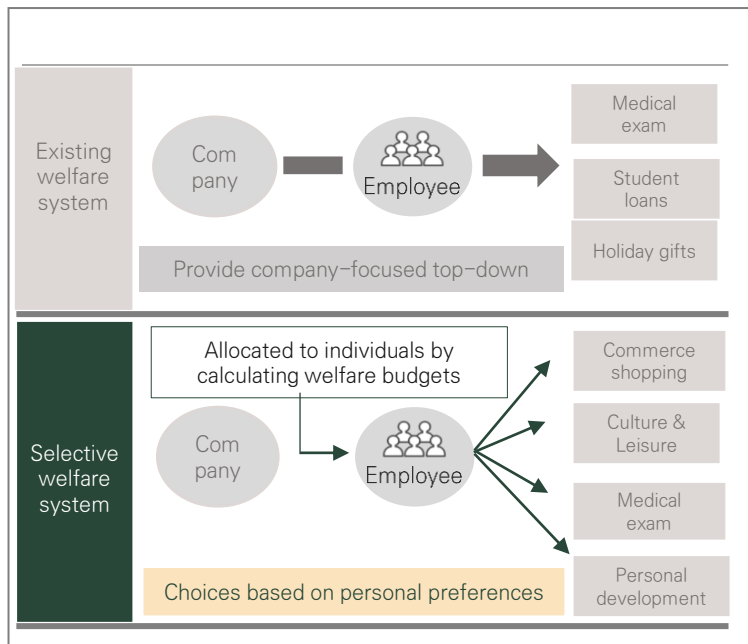 Existing
welfare
system
Com
pany
Employee
Medical
exam
Student
loans
Holiday gifts
Provide company-focused top-down
Selective
welfare
system
Allocated to individuals by
calculating welfare budgets
Com
pany
Employee
Commerce
shopping
Culture &
Leisure
Medical
exam
Personal
development
Choices based on personal preferences